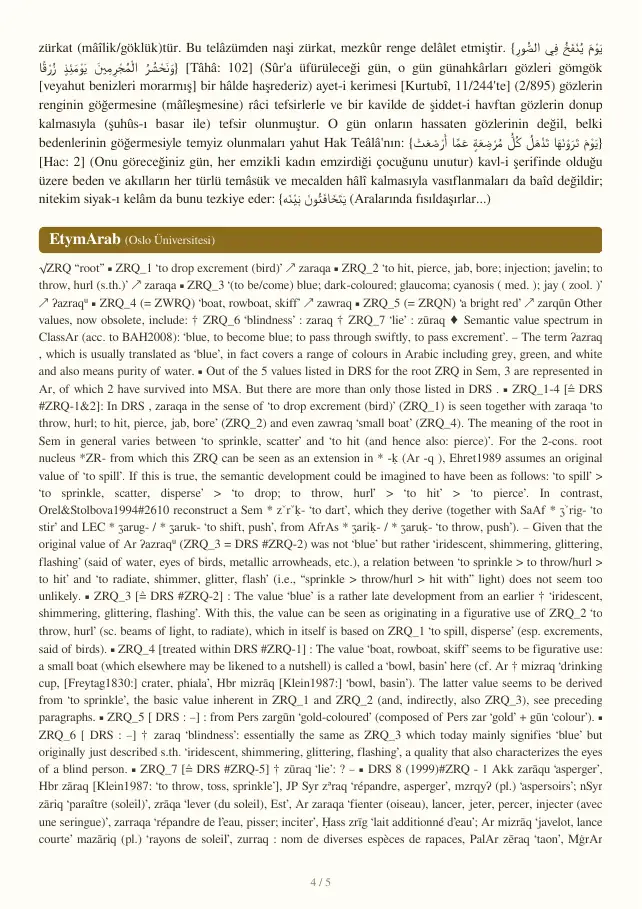 zürkat (mâîlik/göklük)tür. Bu telâzümden naşi zürkat, mezkûr renge delâlet etmiştir. {يَوْمَ يُنْفَخُ فِي الصُّورِ
وَنَحْشُرُ الْمُجْرِمِينَ يَوْمَئِذٍ زُرْقًا} [Tâhâ: 102] (Sûr'a üfürüleceği gün, o gün günahkârları gözleri gömgök
[veyahut benizleri morarmış] bir hâlde haşrederiz) ayet-i kerimesi [Kurtubî, 11/244'te] (2/895) gözlerin
renginin göğermesine (mâîleşmesine) râci tefsirlerle ve bir kavilde de şiddet-i havftan gözlerin donup
kalmasıyla (şuhûs-ı basar ile) tefsir olunmuştur. O gün onların hassaten gözlerinin değil, belki
bedenlerinin göğermesiyle temyiz olunmaları yahut Hak Teâlâ'nın: {يَوْمَ تَرَوْنَهَا تَذْهَلُ كُلُّ مُرْضِعَةٍ عَمَّا أَرْضَعَتْ}
[Hac: 2] (Onu göreceğiniz gün, her emzikli kadın emzirdiği çocuğunu unutur) kavl-i şerifinde olduğu
üzere beden ve akılların her türlü temâsük ve mecalden hâlî kalmasıyla vasıflanmaları da baîd değildir;
nitekim siyak-ı kelâm da bunu tezkiye eder: {يَتَخَافَتُونَ بَيْنَهُمْ (Aralarında fısıldaşırlar...)
EtymArab (Oslo Üniversitesi)
√ZRQ “root” ▪ ZRQ_1 ‘to drop excrement (bird)’ ↗ zaraqa ▪ ZRQ_2 ‘to hit, pierce, jab, bore; injection; javelin; to
throw, hurl (s.th.)’ ↗ zaraqa ▪ ZRQ_3 ‘(to be/come) blue; dark-coloured; glaucoma; cyanosis ( med. ); jay ( zool. )’
↗ ʔazraqᵘ ▪ ZRQ_4 (= ZWRQ) ‘boat, rowboat, skiff’ ↗ zawraq ▪ ZRQ_5 (= ZRQN) ‘a bright red’ ↗ zarqūn Other
values, now obsolete, include: † ZRQ_6 ‘blindness’ : zaraq † ZRQ_7 ‘lie’ : zūraq ♦ Semantic value spectrum in
ClassAr (acc. to BAH2008): ‘blue, to become blue; to pass through swiftly, to pass excrement’. – The term ʔazraq
, which is usually translated as ‘blue’, in fact covers a range of colours in Arabic including grey, green, and white
and also means purity of water. ▪ Out of the 5 values listed in DRS for the root ZRQ in Sem, 3 are represented in
Ar, of which 2 have survived into MSA. But there are more than only those listed in DRS . ▪ ZRQ_1-4 [≙ DRS
#ZRQ-1&2]: In DRS , zaraqa in the sense of ‘to drop excrement (bird)’ (ZRQ_1) is seen together with zaraqa ‘to
throw, hurl; to hit, pierce, jab, bore’ (ZRQ_2) and even zawraq ‘small boat’ (ZRQ_4). The meaning of the root in
Sem in general varies between ‘to sprinkle, scatter’ and ‘to hit (and hence also: pierce)’. For the 2-cons. root
nucleus *ZR- from which this ZRQ can be seen as an extension in * -ḳ (Ar -q ), Ehret1989 assumes an original
value of ‘to spill’. If this is true, the semantic development could be imagined to have been as follows: ‘to spill’ >
‘to sprinkle, scatter, disperse’ > ‘to drop; to throw, hurl’ > ‘to hit’ > ‘to pierce’. In contrast,
Orel&Stolbova1994#2610 reconstruct a Sem * zˇrˇḳ- ‘to dart’, which they derive (together with SaAf * ʒˇrig- ‘to
stir’ and LEC * ʒarug- / * ʒaruk- ‘to shift, push’, from AfrAs * ʒariḳ- / * ʒaruḳ- ‘to throw, push’). – Given that the
original value of Ar ʔazraqᵘ (ZRQ_3 = DRS #ZRQ-2) was not ‘blue’ but rather ‘iridescent, shimmering, glittering,
flashing’ (said of water, eyes of birds, metallic arrowheads, etc.), a relation between ‘to sprinkle > to throw/hurl >
to hit’ and ‘to radiate, shimmer, glitter, flash’ (i.e., “sprinkle > throw/hurl > hit with” light) does not seem too
unlikely. ▪ ZRQ_3 [≙ DRS #ZRQ-2] : The value ‘blue’ is a rather late development from an earlier † ‘iridescent,
shimmering, glittering, flashing’. With this, the value can be seen as originating in a figurative use of ZRQ_2 ‘to
throw, hurl’ (sc. beams of light, to radiate), which in itself is based on ZRQ_1 ‘to spill, disperse’ (esp. excrements,
said of birds). ▪ ZRQ_4 [treated within DRS #ZRQ-1] : The value ‘boat, rowboat, skiff’ seems to be figurative use:
a small boat (which elsewhere may be likened to a nutshell) is called a ‘bowl, basin’ here (cf. Ar † mizraq ‘drinking
cup, [Freytag1830:] crater, phiala’, Hbr mizrāq [Klein1987:] ‘bowl, basin’). The latter value seems to be derived
from ‘to sprinkle’, the basic value inherent in ZRQ_1 and ZRQ_2 (and, indirectly, also ZRQ_3), see preceding
paragraphs. ▪ ZRQ_5 [ DRS : –] : from Pers zargūn ‘gold-coloured’ (composed of Pers zar ‘gold’ + gūn ‘colour’). ▪
ZRQ_6 [ DRS : –] † zaraq ‘blindness’: essentially the same as ZRQ_3 which today mainly signifies ‘blue’ but
originally just described s.th. ‘iridescent, shimmering, glittering, flashing’, a quality that also characterizes the eyes
of a blind person. ▪ ZRQ_7 [≙ DRS #ZRQ-5] † zūraq ‘lie’: ? – ▪ DRS 8 (1999)#ZRQ - 1 Akk zarāqu ‘asperger’,
Hbr zāraq [Klein1987: ‘to throw, toss, sprinkle’], JP Syr zᵊraq ‘répandre, asperger’, mzrqyʔ (pl.) ‘aspersoirs’; nSyr
zāriq ‘paraître (soleil)’, zrāqa ‘lever (du soleil), Est’, Ar zaraqa ‘fienter (oiseau), lancer, jeter, percer, injecter (avec
une seringue)’, zarraqa ‘répandre de l’eau, pisser; inciter’, Hass zrīg ‘lait additionné d’eau’; Ar mizrāq ‘javelot, lance
courte’ mazāriq (pl.) ‘rayons de soleil’, zurraq : nom de diverses espèces de rapaces, PalAr zēraq ‘taon’, MġrAr
4 / 5